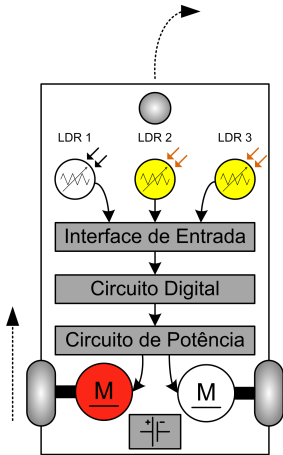 LDR 1 LDR 2 LDR 3
Interface de Entrada
Circuito Digital
Circuito de Potência
M M
+ -